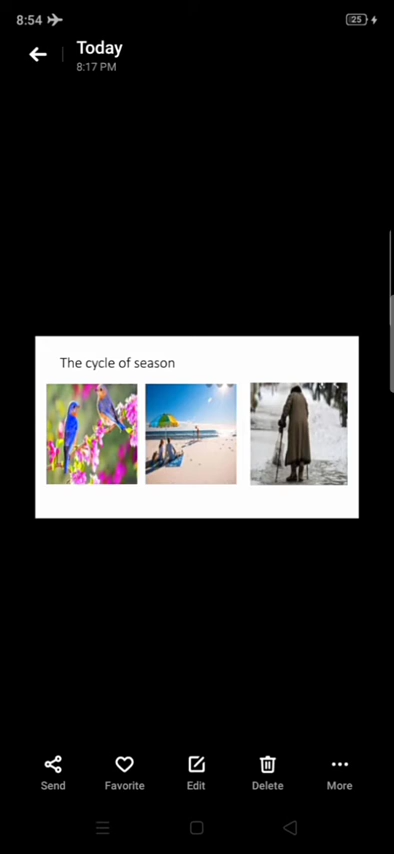 8:54
25
Today
8:17 PM
The cycle of season
Send
Favorite
Edit
Delete
More